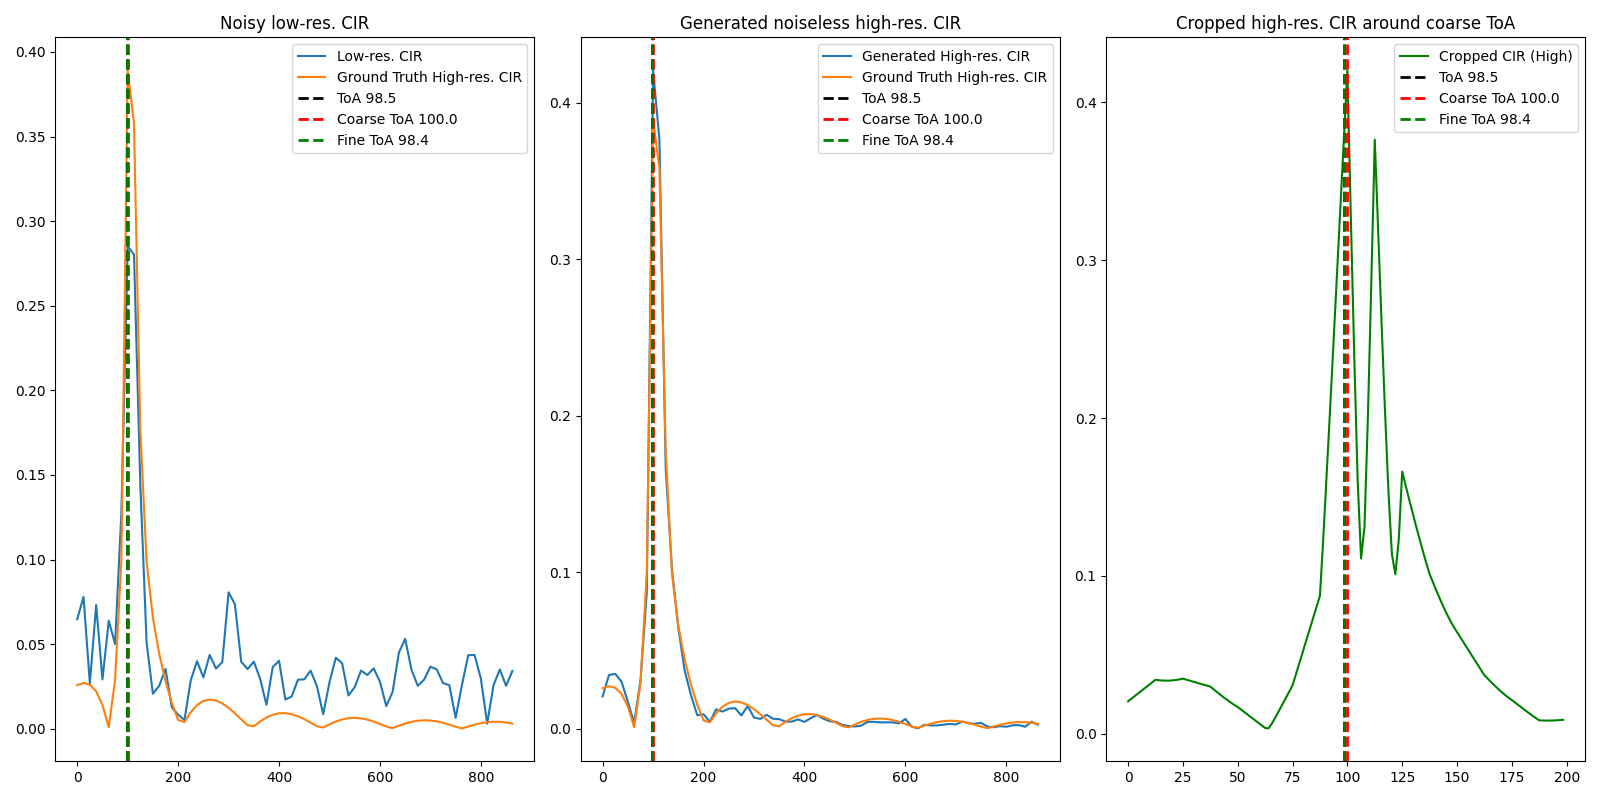 Noisy low-res. CIR
Low-res. CIR
Ground Truth High-res. CIR
ToA 98.5
Coarse ToA 100.0
Fine ToA 98.4
0.40
0.35
0.30
0.25
0.20
0.15
0.10
0.05
0.00
0 200 400 600 800
Generated noiseless high-res. CIR
Generated High-res. CIR
Ground Truth High-res. CIR
ToA 98.5
Coarse ToA 100.0
Fine ToA 98.4
0.4
0.3
0.2
0.1
0.0
0 200 400 600 800
Cropped high-res. CIR around coarse ToA
Cropped CIR (High)
ToA 98.5
Coarse ToA 100.0
Fine ToA 98.4
0.4
0.3
0.2
0.1
0.0
0 25 50 75 100 125 150 175 200